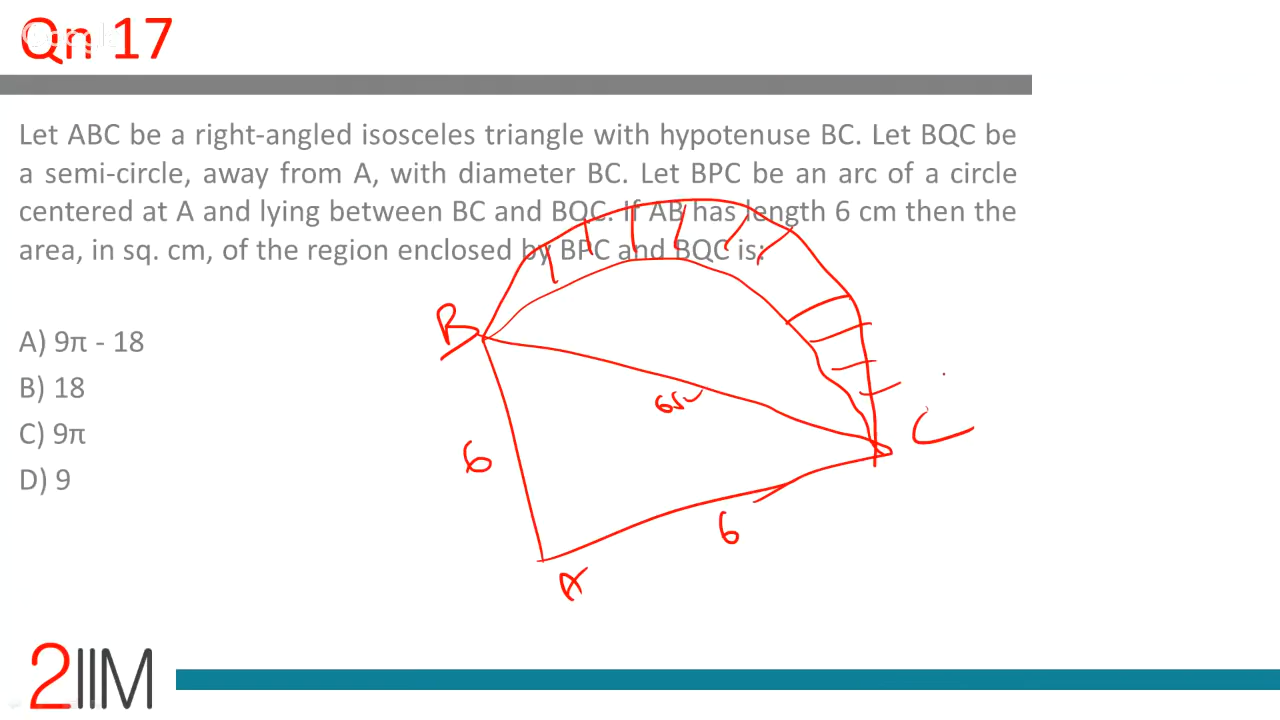 Qn 17
Let ABC be a right-angled isosceles triangle with hypotenuse BC. Let BQC be
a semi-circle, away from A, with diameter BC. Let BPC be an arc of a circle
centered at A and lying between BC and BQC. If AB has length 6 cm then the
area, in sq. cm, of the region enclosed by BPC and BQC is:
A) 9π - 18
B) 18
C) 9π
D) 9
B
C
6
6
A
2IIM